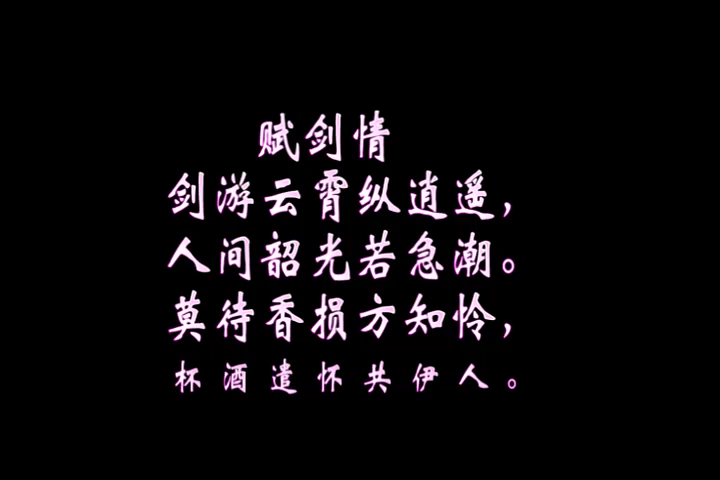 赋剑情
剑游云霄纵逍遥，
人间韶光若急潮。
莫待香损方知怜，
杯酒遣怀共伊人。